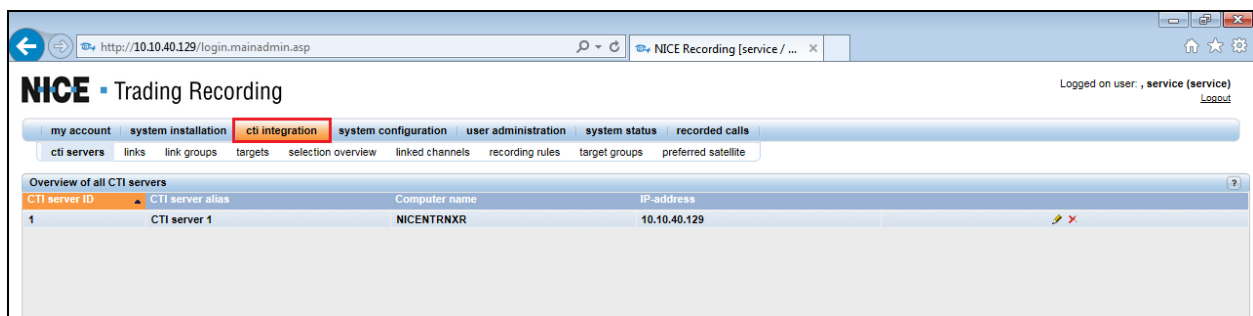 http://10.10.40.129/login.mainadmin.asp
NICE Recording [service / ...
NICE Trading Recording
Logged on user: , service (service)
Logout
my account system installation cti integration system configuration user administration system status recorded calls
cti servers links link groups targets selection overview linked channels recording rules target groups preferred satellite
Overview of all CTI servers ?
CTI server ID CTI server alias Computer name IP-address
1 CTI server 1 NICENTRNXR 10.10.40.129